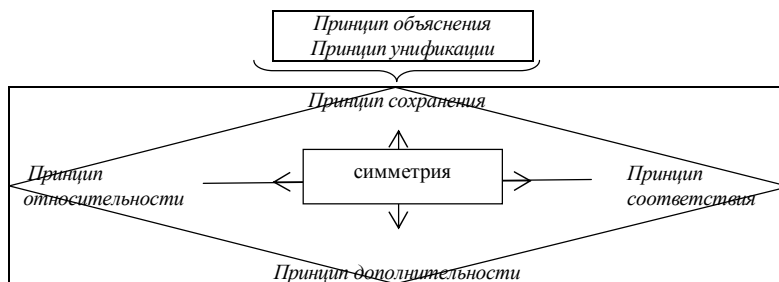 Принцип объяснения
Принцип унификации
Принцип сохранения
Принцип
относительности
симметрия
Принцип
соответствия
Принцип дополнительности